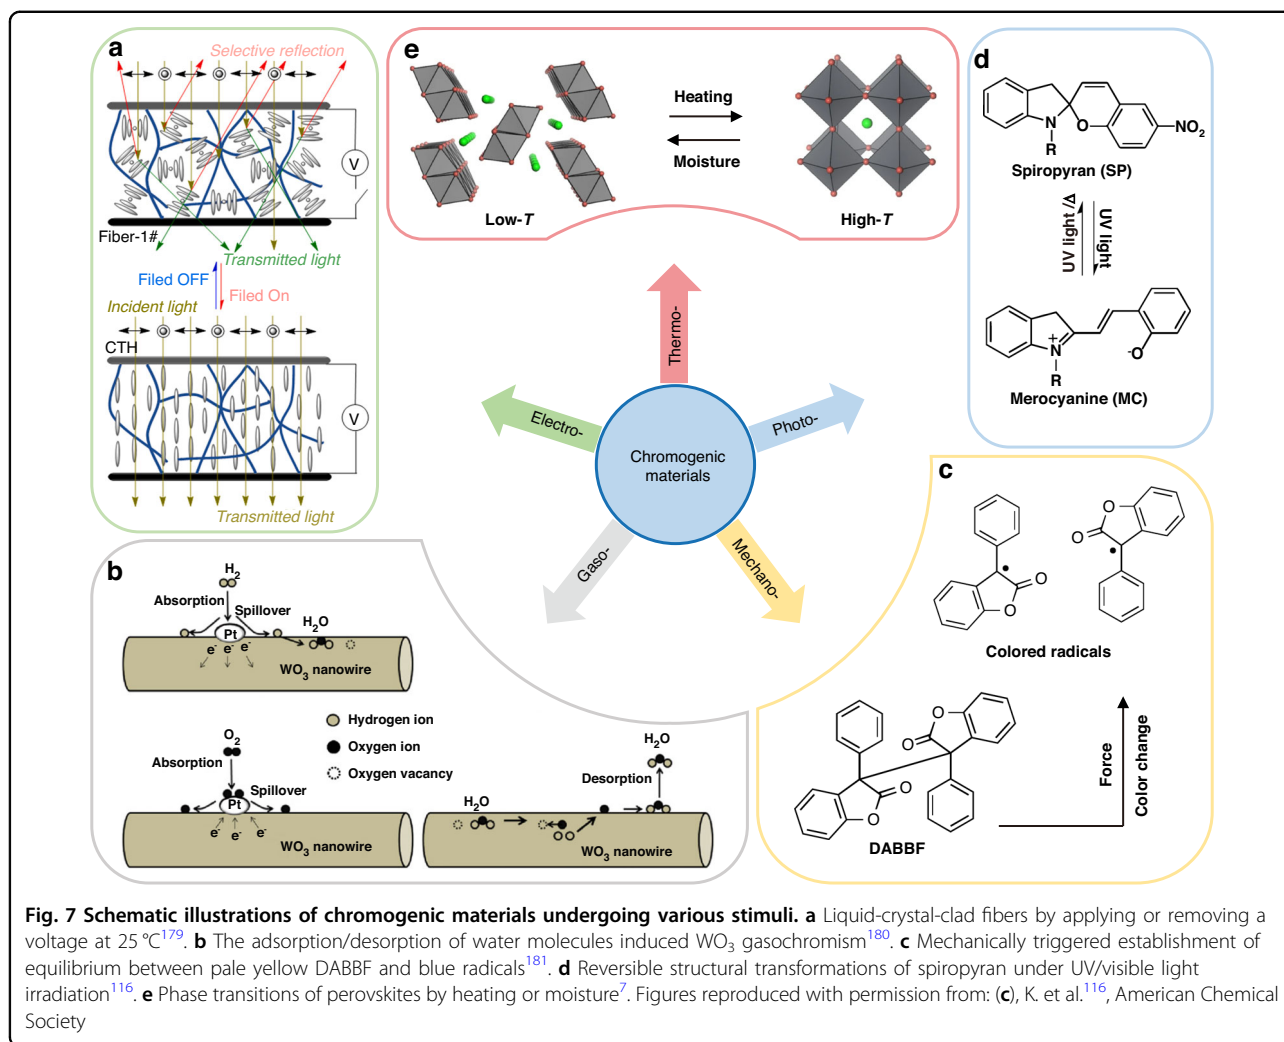 a
Selective reflection
V
Fiber-1#
Transmitted light
Filed OFF
Filed On
Incident light
CTH
V
Transmitted light
e
Heating
Moisture
Low-T
High-T
d
N
R
O
NO2
Spiropyran (SP)
UV light/∇
UV light
N
+
R
-O
Merocyanine (MC)
Thermo-
Electro-
Photo-
Chromogenic
materials
Gaso-
Mechano-
b
H2
Absorption
Spillover
H2O
Pt
e- e- e-
WO3 nanowire
Hydrogen ion
Oxygen ion
Oxygen vacancy
O2
Absorption
Spillover
Pt
e- e- e-
WO3 nanowire
H2O
Desorption
H2O
WO3 nanowire
c
O
O
O
O
Colored radicals
O
O
O
O
DABBF
Force
Color change
Fig. 7 Schematic illustrations of chromogenic materials undergoing various stimuli. a Liquid-crystal-clad fibers by applying or removing a
voltage at 25 °C179. b The adsorption/desorption of water molecules induced WO3 gasochromism180. c Mechanically triggered establishment of
equilibrium between pale yellow DABBF and blue radicals181. d Reversible structural transformations of spiropyran under UV/visible light
irradiation116. e Phase transitions of perovskites by heating or moisture7. Figures reproduced with permission from: (c), K. et al.116, American Chemical
Society